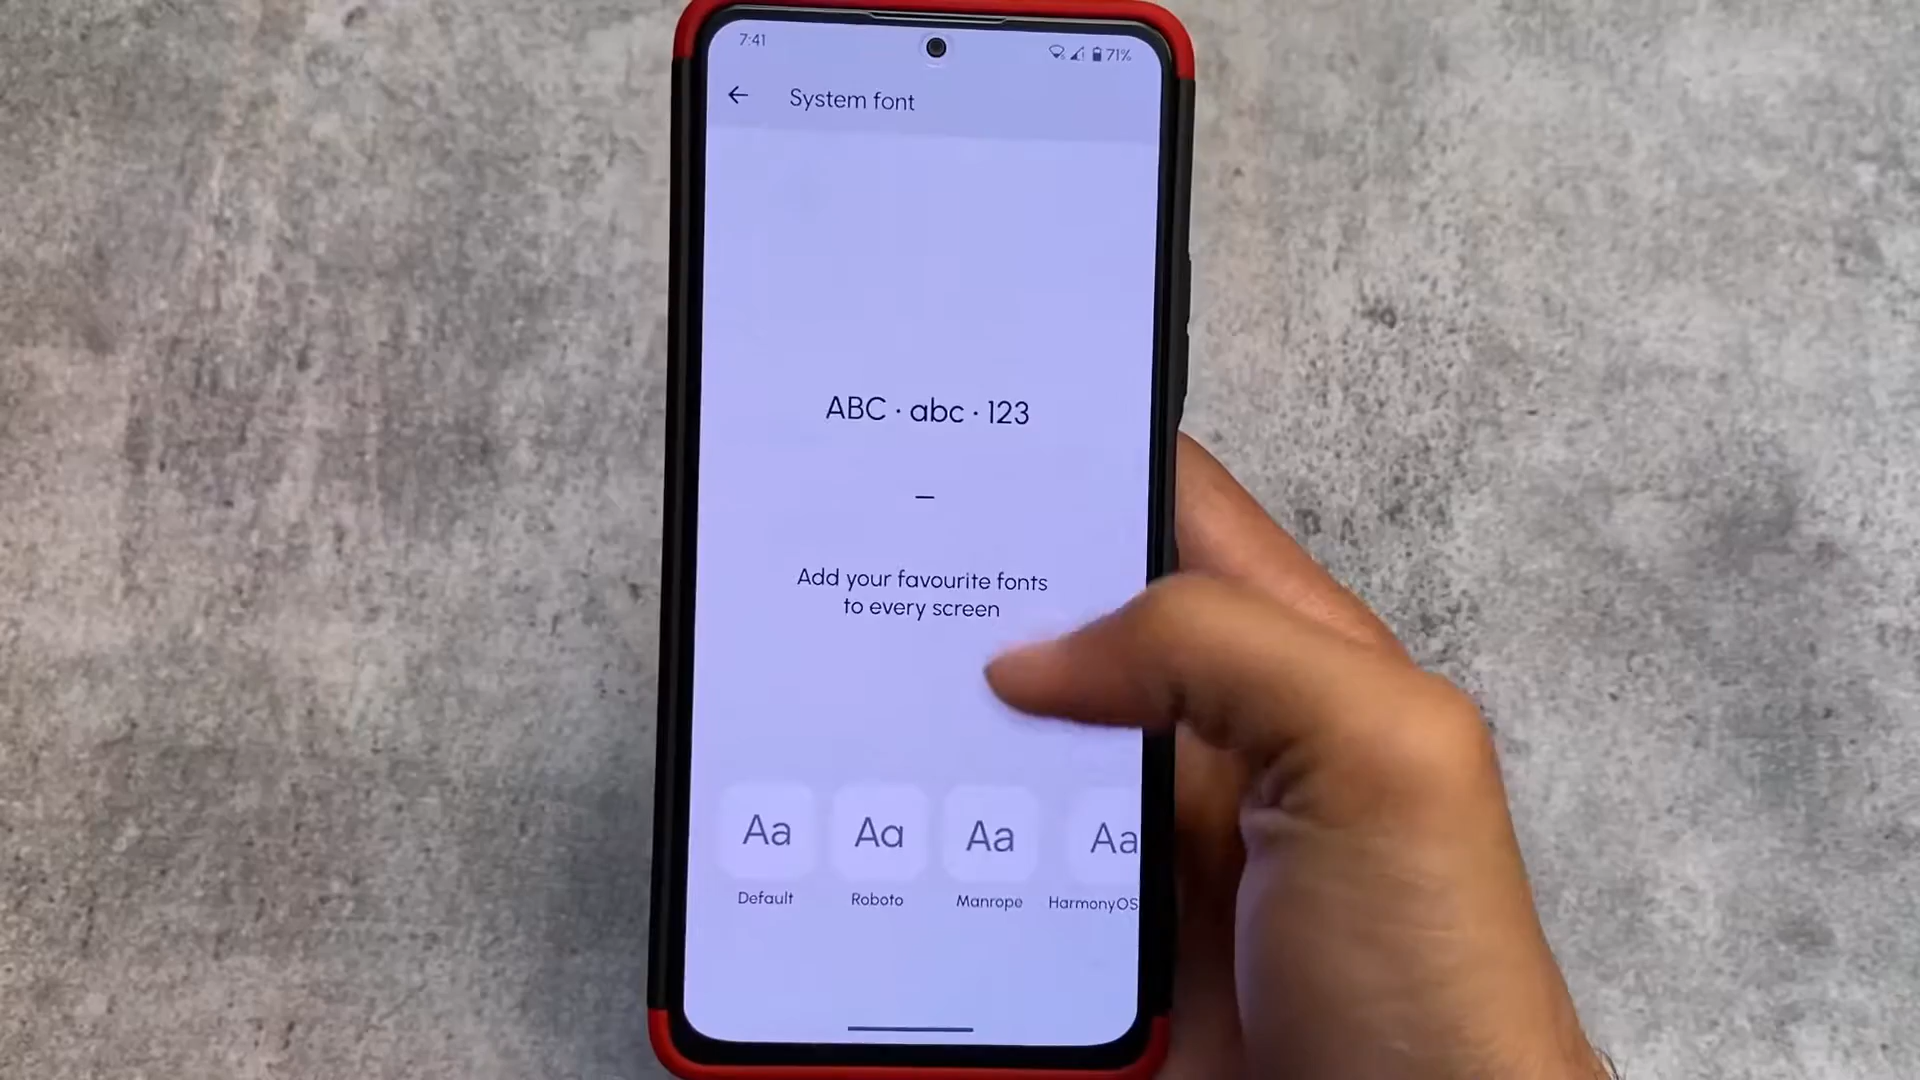 7:41
71%
System font
ABC · abc · 123
Add your favourite fonts
to every screen
Aa Aa Aa Aa
Default Roboto Manrope HarmonyOS